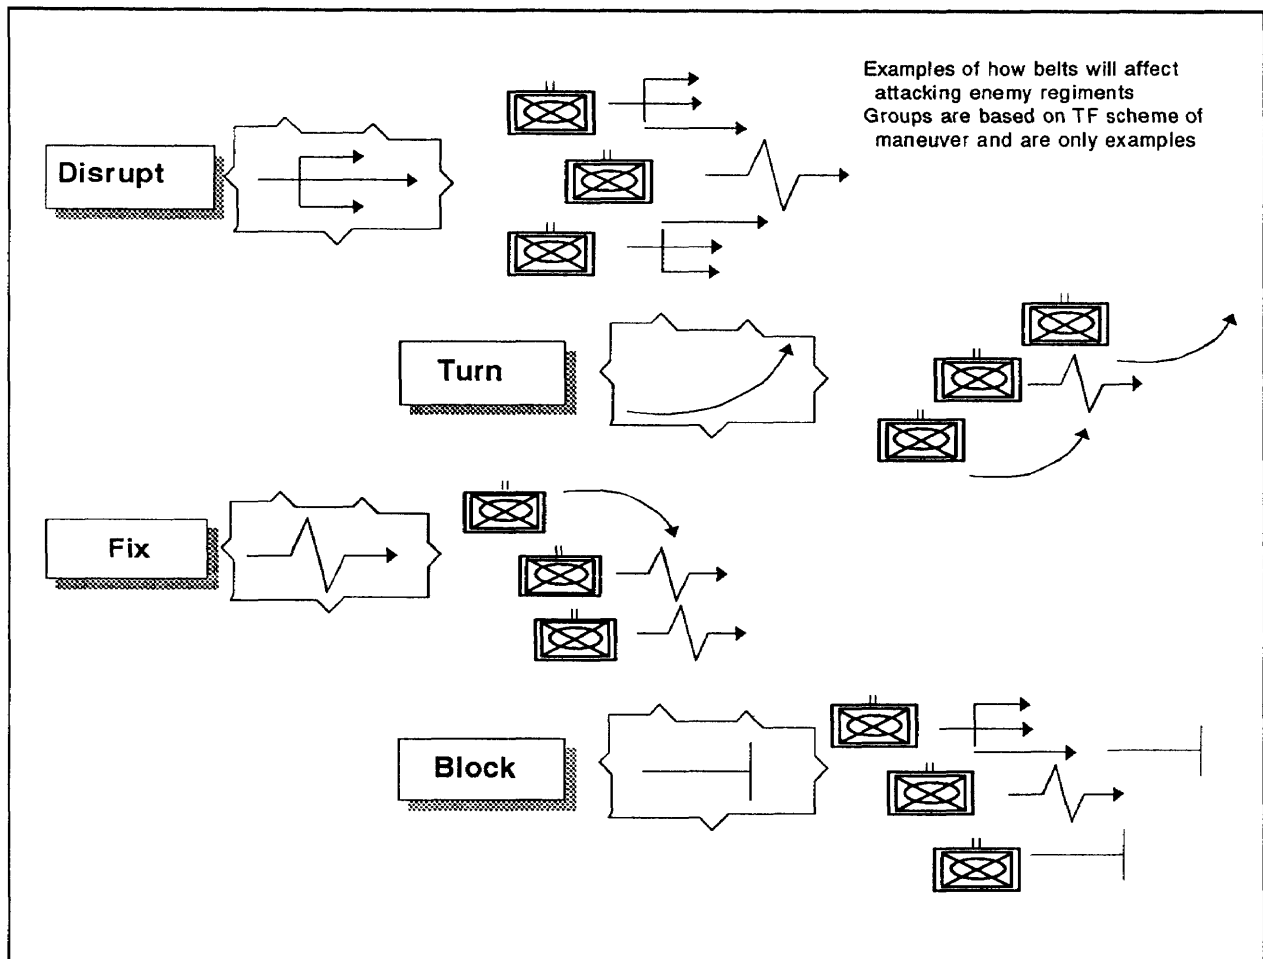 Examples of how belts will affect
attacking enemy regiments
Groups are based on TF scheme of
maneuver and are only examples
Disrupt
Turn
Fix
Block